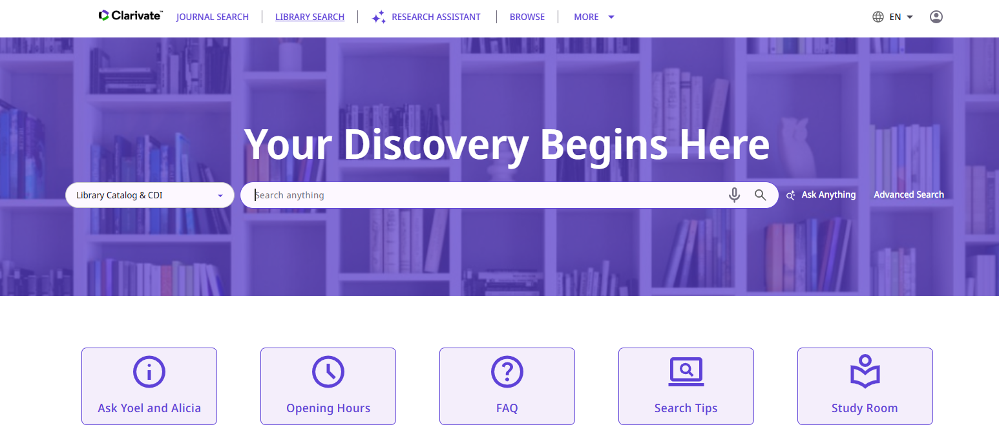 Clarivate™ JOURNAL SEARCH LIBRARY SEARCH RESEARCH ASSISTANT BROWSE MORE EN
Your Discovery Begins Here
Library Catalog & CDI Search anything Ask Anything Advanced Search
Ask Yoel and Alicia Opening Hours FAQ Search Tips Study Room